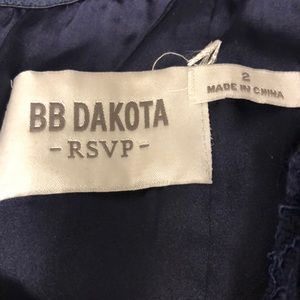 BB DAKOTA
- RSVP -
2
MADE IN CHINA